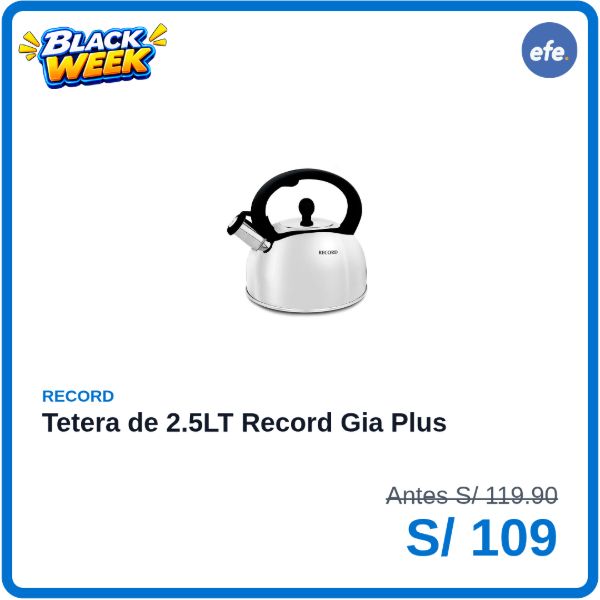 BLACK
WEEK
efe.
RECORD
RECORD
Tetera de 2.5LT Record Gia Plus
Antes S/ 119.90
S/ 109